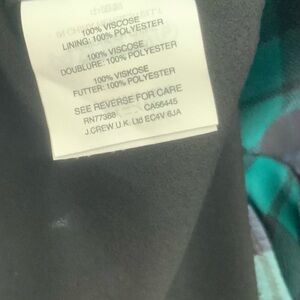 100% VISCOSE
LINING: 100% POLYESTER
100% VISCOSE
DOUBLURE: 100% POLYESTER
100% VISKOSE
FUTTER: 100% POLYESTER
SEE REVERSE FOR CARE
RN77388 CA56445
J.CREW U.K. Ltd EC4V 6JA